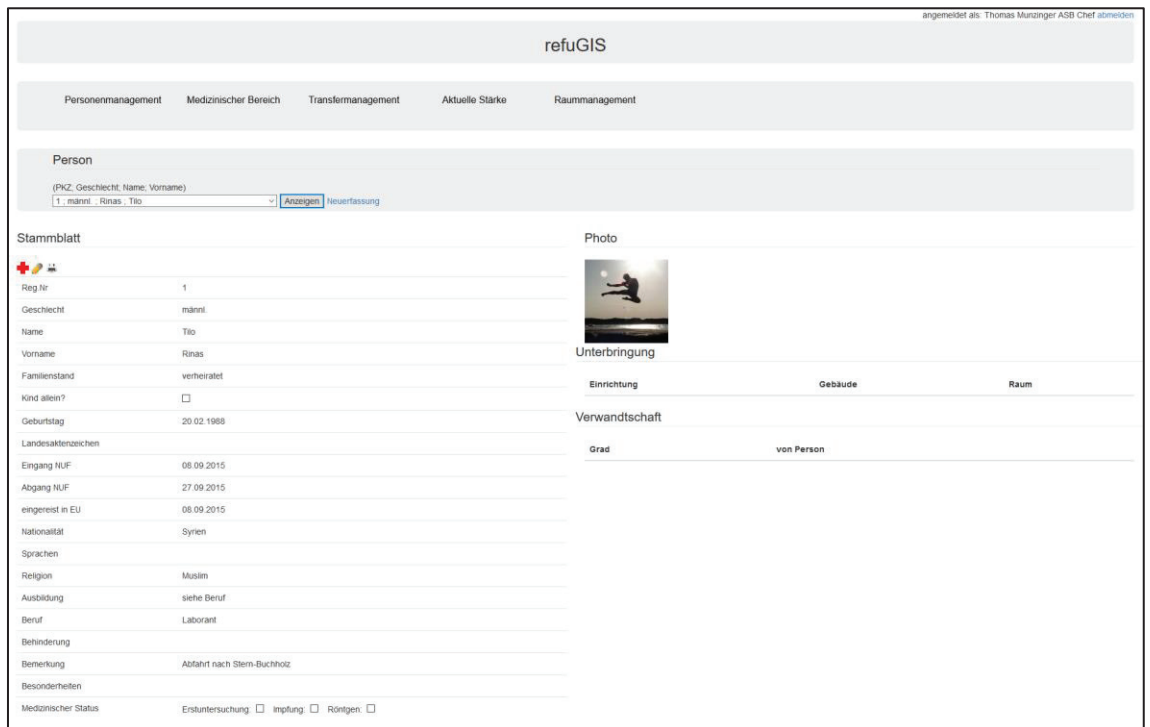 angemeldet als: Thomas Munzinger ASB Chef abmelden
refuGIS
Personenmanagement Medizinischer Bereich Transfermanagement Aktuelle Stärke Raummanagement
Person
(PKZ; Geschlecht; Name; Vorname)
1 ; männl. ; Rinas ; Tilo Anzeigen Neuerfassung
Stammblatt
Reg.Nr 1
Geschlecht männl.
Name Tilo
Vorname Rinas
Familienstand verheiratet
Kind allein?
Geburtstag 20.02.1988
Landesaktenzeichen
Eingang NUF 08.09.2015
Abgang NUF 27.09.2015
eingereist in EU 08.09.2015
Nationalität Syrien
Sprachen
Religion Muslim
Ausbildung siehe Beruf
Beruf Laborant
Behinderung
Bemerkung Abfahrt nach Stern-Buchholz
Besonderheiten
Medizinischer Status Erstuntersuchung: Impfung: Röntgen:
Photo
Unterbringung
Einrichtung Gebäude Raum
Verwandtschaft
Grad von Person